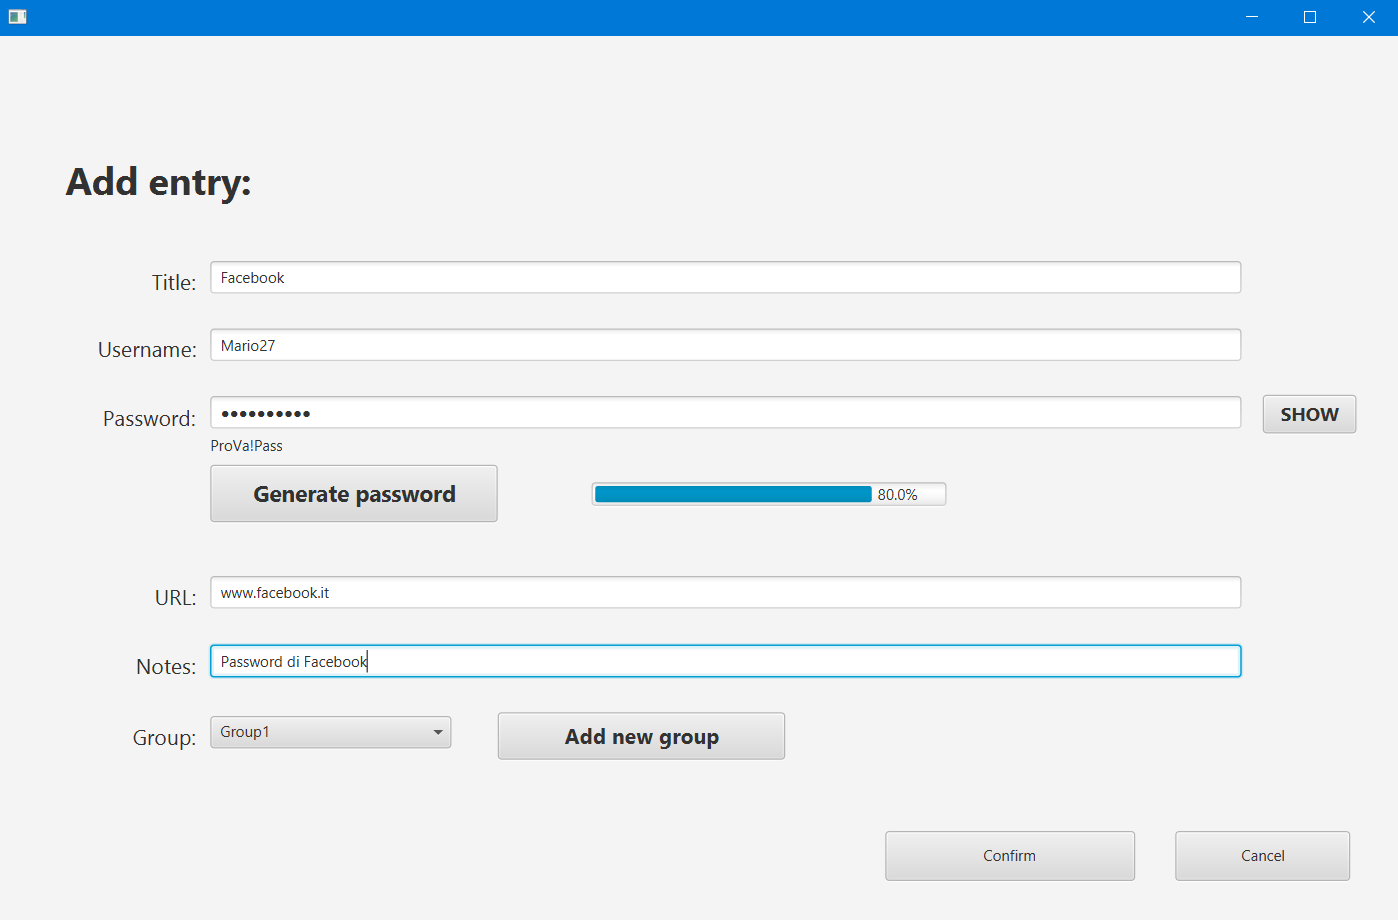 Add entry:
Title: Facebook
Username: Mario27
Password: ●●●●●●●●●● SHOW
ProVa!Pass
Generate password 80.0%
URL: www.facebook.it
Notes: Password di Facebook
Group: Group1 Add new group
Confirm Cancel